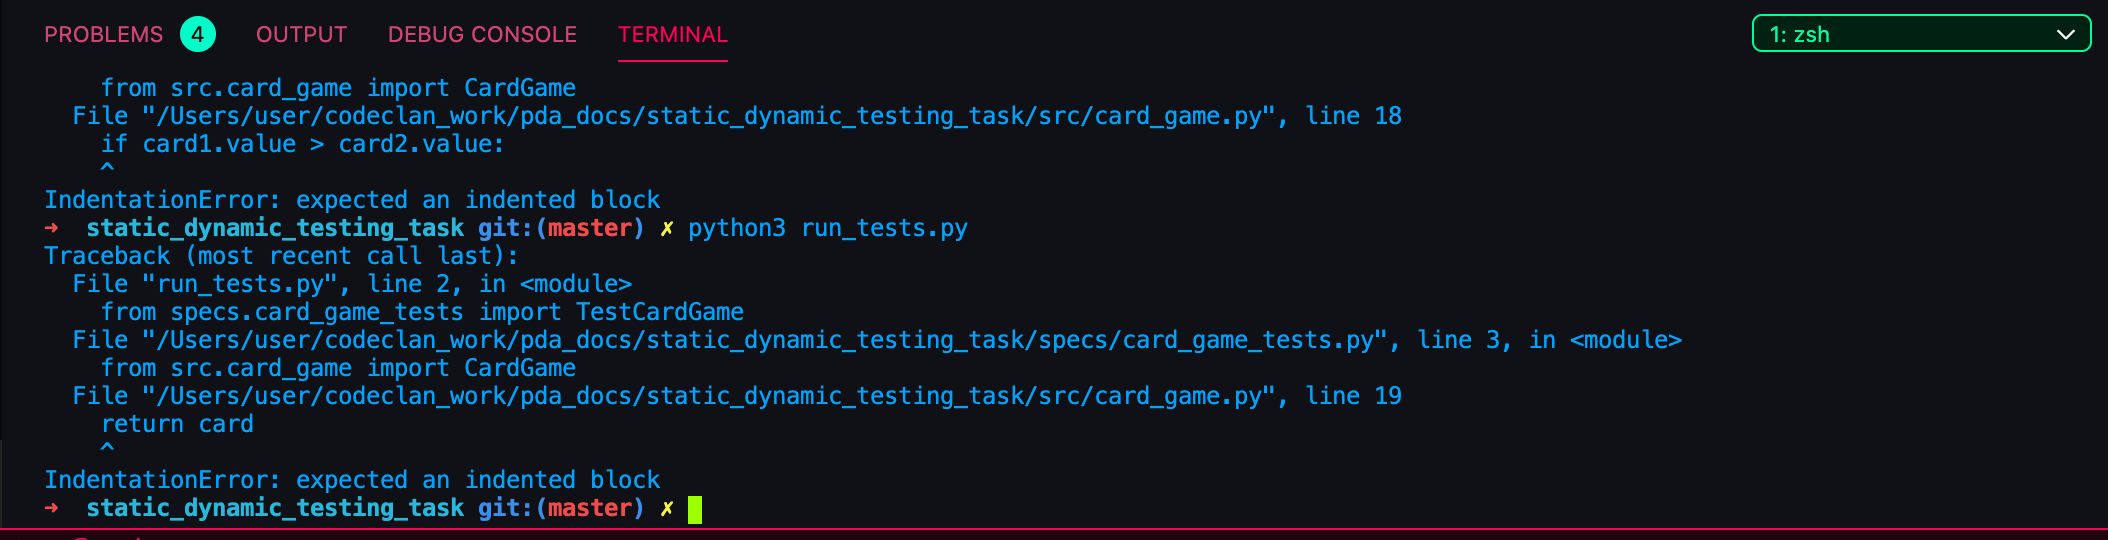 PROBLEMS 4 OUTPUT DEBUG CONSOLE TERMINAL 1: zsh
from src.card_game import CardGame
File "/Users/user/codeclan_work/pda_docs/static_dynamic_testing_task/src/card_game.py", line 18
if card1.value > card2.value:
^
IndentationError: expected an indented block
➜ static_dynamic_testing_task git:(master) ✗ python3 run_tests.py
Traceback (most recent call last):
File "run_tests.py", line 2, in <module>
from specs.card_game_tests import TestCardGame
File "/Users/user/codeclan_work/pda_docs/static_dynamic_testing_task/specs/card_game_tests.py", line 3, in <module>
from src.card_game import CardGame
File "/Users/user/codeclan_work/pda_docs/static_dynamic_testing_task/src/card_game.py", line 19
return card
^
IndentationError: expected an indented block
➜ static_dynamic_testing_task git:(master) ✗